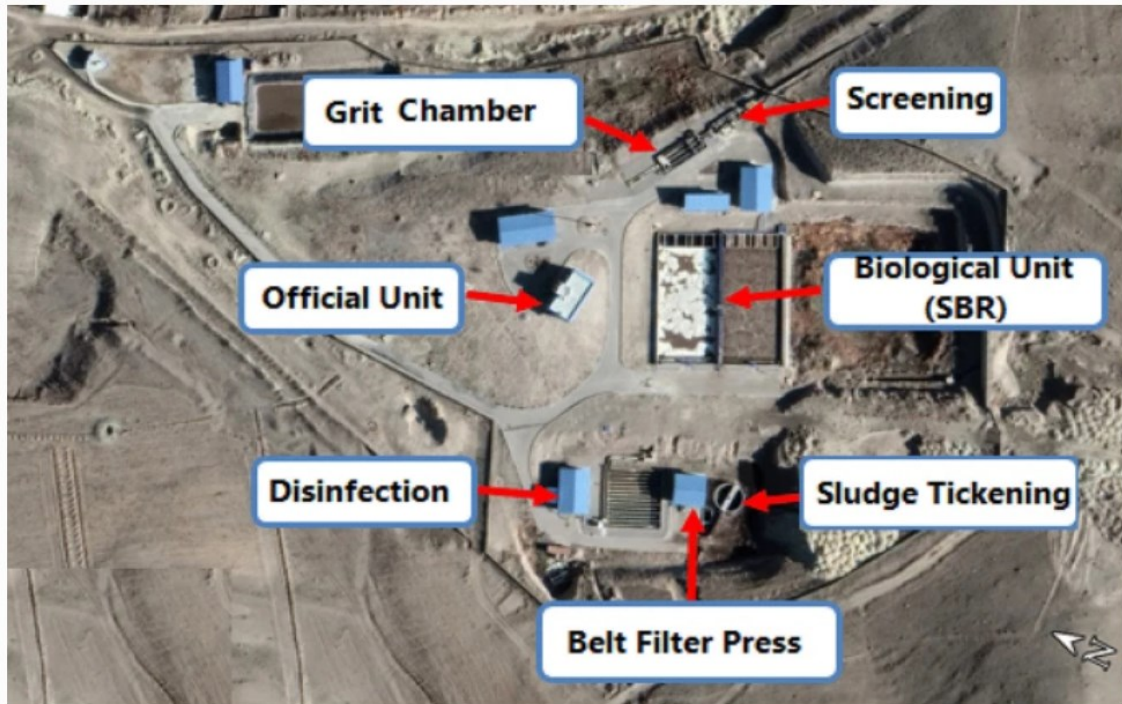 Grit Chamber
Screening
Official Unit
Biological Unit
(SBR)
Disinfection
Sludge Tickening
Belt Filter Press
N